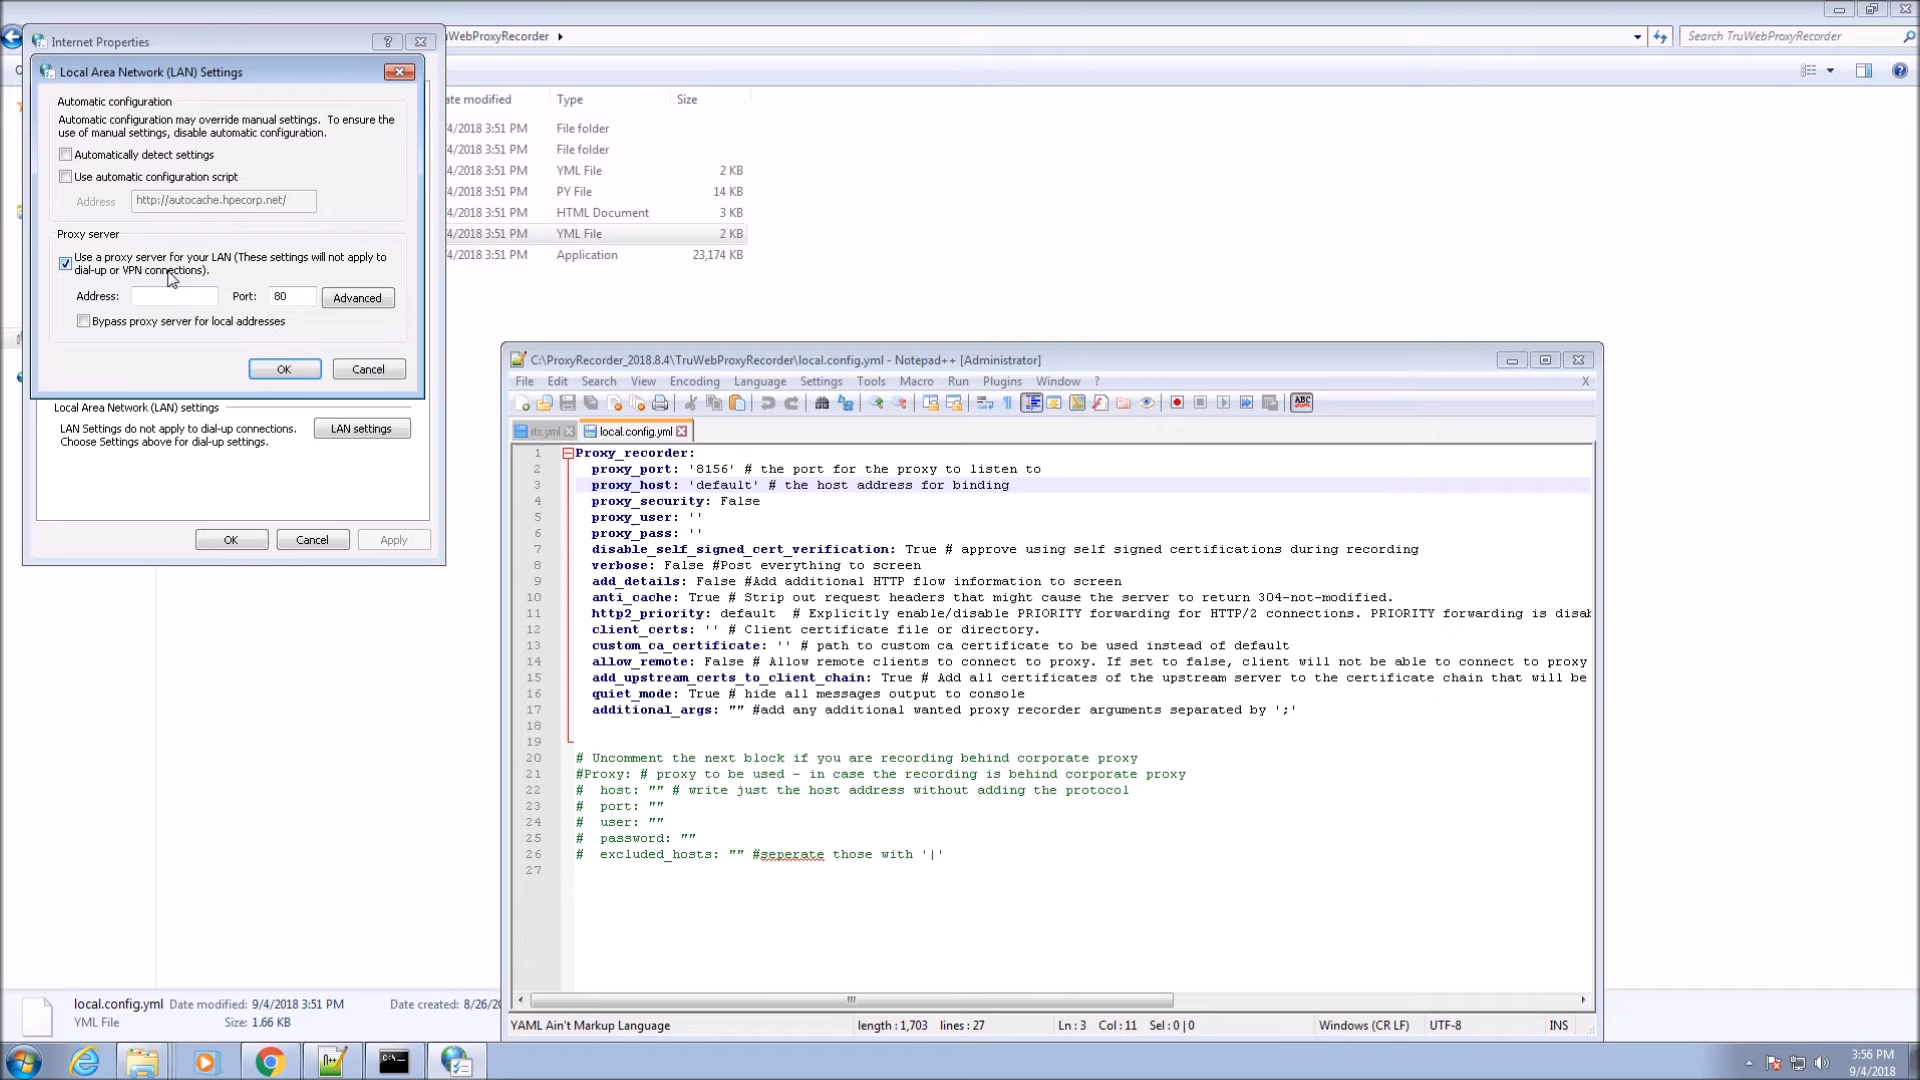 Internet Properties
Local Area Network (LAN) Settings
Automatic configuration
Automatic configuration may override manual settings. To ensure the
use of manual settings, disable automatic configuration.
Automatically detect settings
Use automatic configuration script
Address http://autocache.hpecorp.net/
Proxy server
Use a proxy server for your LAN (These settings will not apply to
dial-up or VPN connections).
Address: Port: 80 Advanced
Bypass proxy server for local addresses
OK Cancel
Local Area Network (LAN) settings
LAN Settings do not apply to dial-up connections.
Choose Settings above for dial-up settings.
LAN settings
OK Cancel Apply
WebProxyRecorder
Search TruWebProxyRecorder
ate modified Type Size
/4/2018 3:51 PM File folder
/4/2018 3:51 PM File folder
/4/2018 3:51 PM YML File 2 KB
/4/2018 3:51 PM PY File 14 KB
/4/2018 3:51 PM HTML Document 3 KB
/4/2018 3:51 PM YML File 2 KB
/4/2018 3:51 PM Application 23,174 KB
C:\ProxyRecorder_2018.8.4\TruWebProxyRecorder\local.config.yml - Notepad++ [Administrator]
File Edit Search View Encoding Language Settings Tools Macro Run Plugins Window ? X
ABC
rts.yml local.config.yml
1 Proxy_recorder:
2 proxy_port: '8156' # the port for the proxy to listen to
3 proxy_host: 'default' # the host address for binding
4 proxy_security: False
5 proxy_user: ''
6 proxy_pass: ''
7 disable_self_signed_cert_verification: True # approve using self signed certifications during recording
8 verbose: False #Post everything to screen
9 add_details: False #Add additional HTTP flow information to screen
10 anti_cache: True # Strip out request headers that might cause the server to return 304-not-modified.
11 http2_priority: default # Explicitly enable/disable PRIORITY forwarding for HTTP/2 connections. PRIORITY forwarding is disab
12 client_certs: '' # Client certificate file or directory.
13 custom_ca_certificate: '' # path to custom ca certificate to be used instead of default
14 allow_remote: False # Allow remote clients to connect to proxy. If set to false, client will not be able to connect to proxy
15 add_upstream_certs_to_client_chain: True # Add all certificates of the upstream server to the certificate chain that will be
16 quiet_mode: True # hide all messages output to console
17 additional_args: "" #add any additional wanted proxy recorder arguments separated by ';'
18
19
20 # Uncomment the next block if you are recording behind corporate proxy
21 #Proxy: # proxy to be used - in case the recording is behind corporate proxy
22 # host: "" # write just the host address without adding the protocol
23 # port: ""
24 # user: ""
25 # password: ""
26 # excluded_hosts: "" #seperate those with '|'
27
YAML Ain't Markup Language length : 1,703 lines : 27 Ln : 3 Col : 11 Sel : 0 | 0 Windows (CR LF) UTF-8 INS
local.config.yml Date modified: 9/4/2018 3:51 PM Date created: 8/26/20
YML File Size: 1.66 KB
3:56 PM
9/4/2018